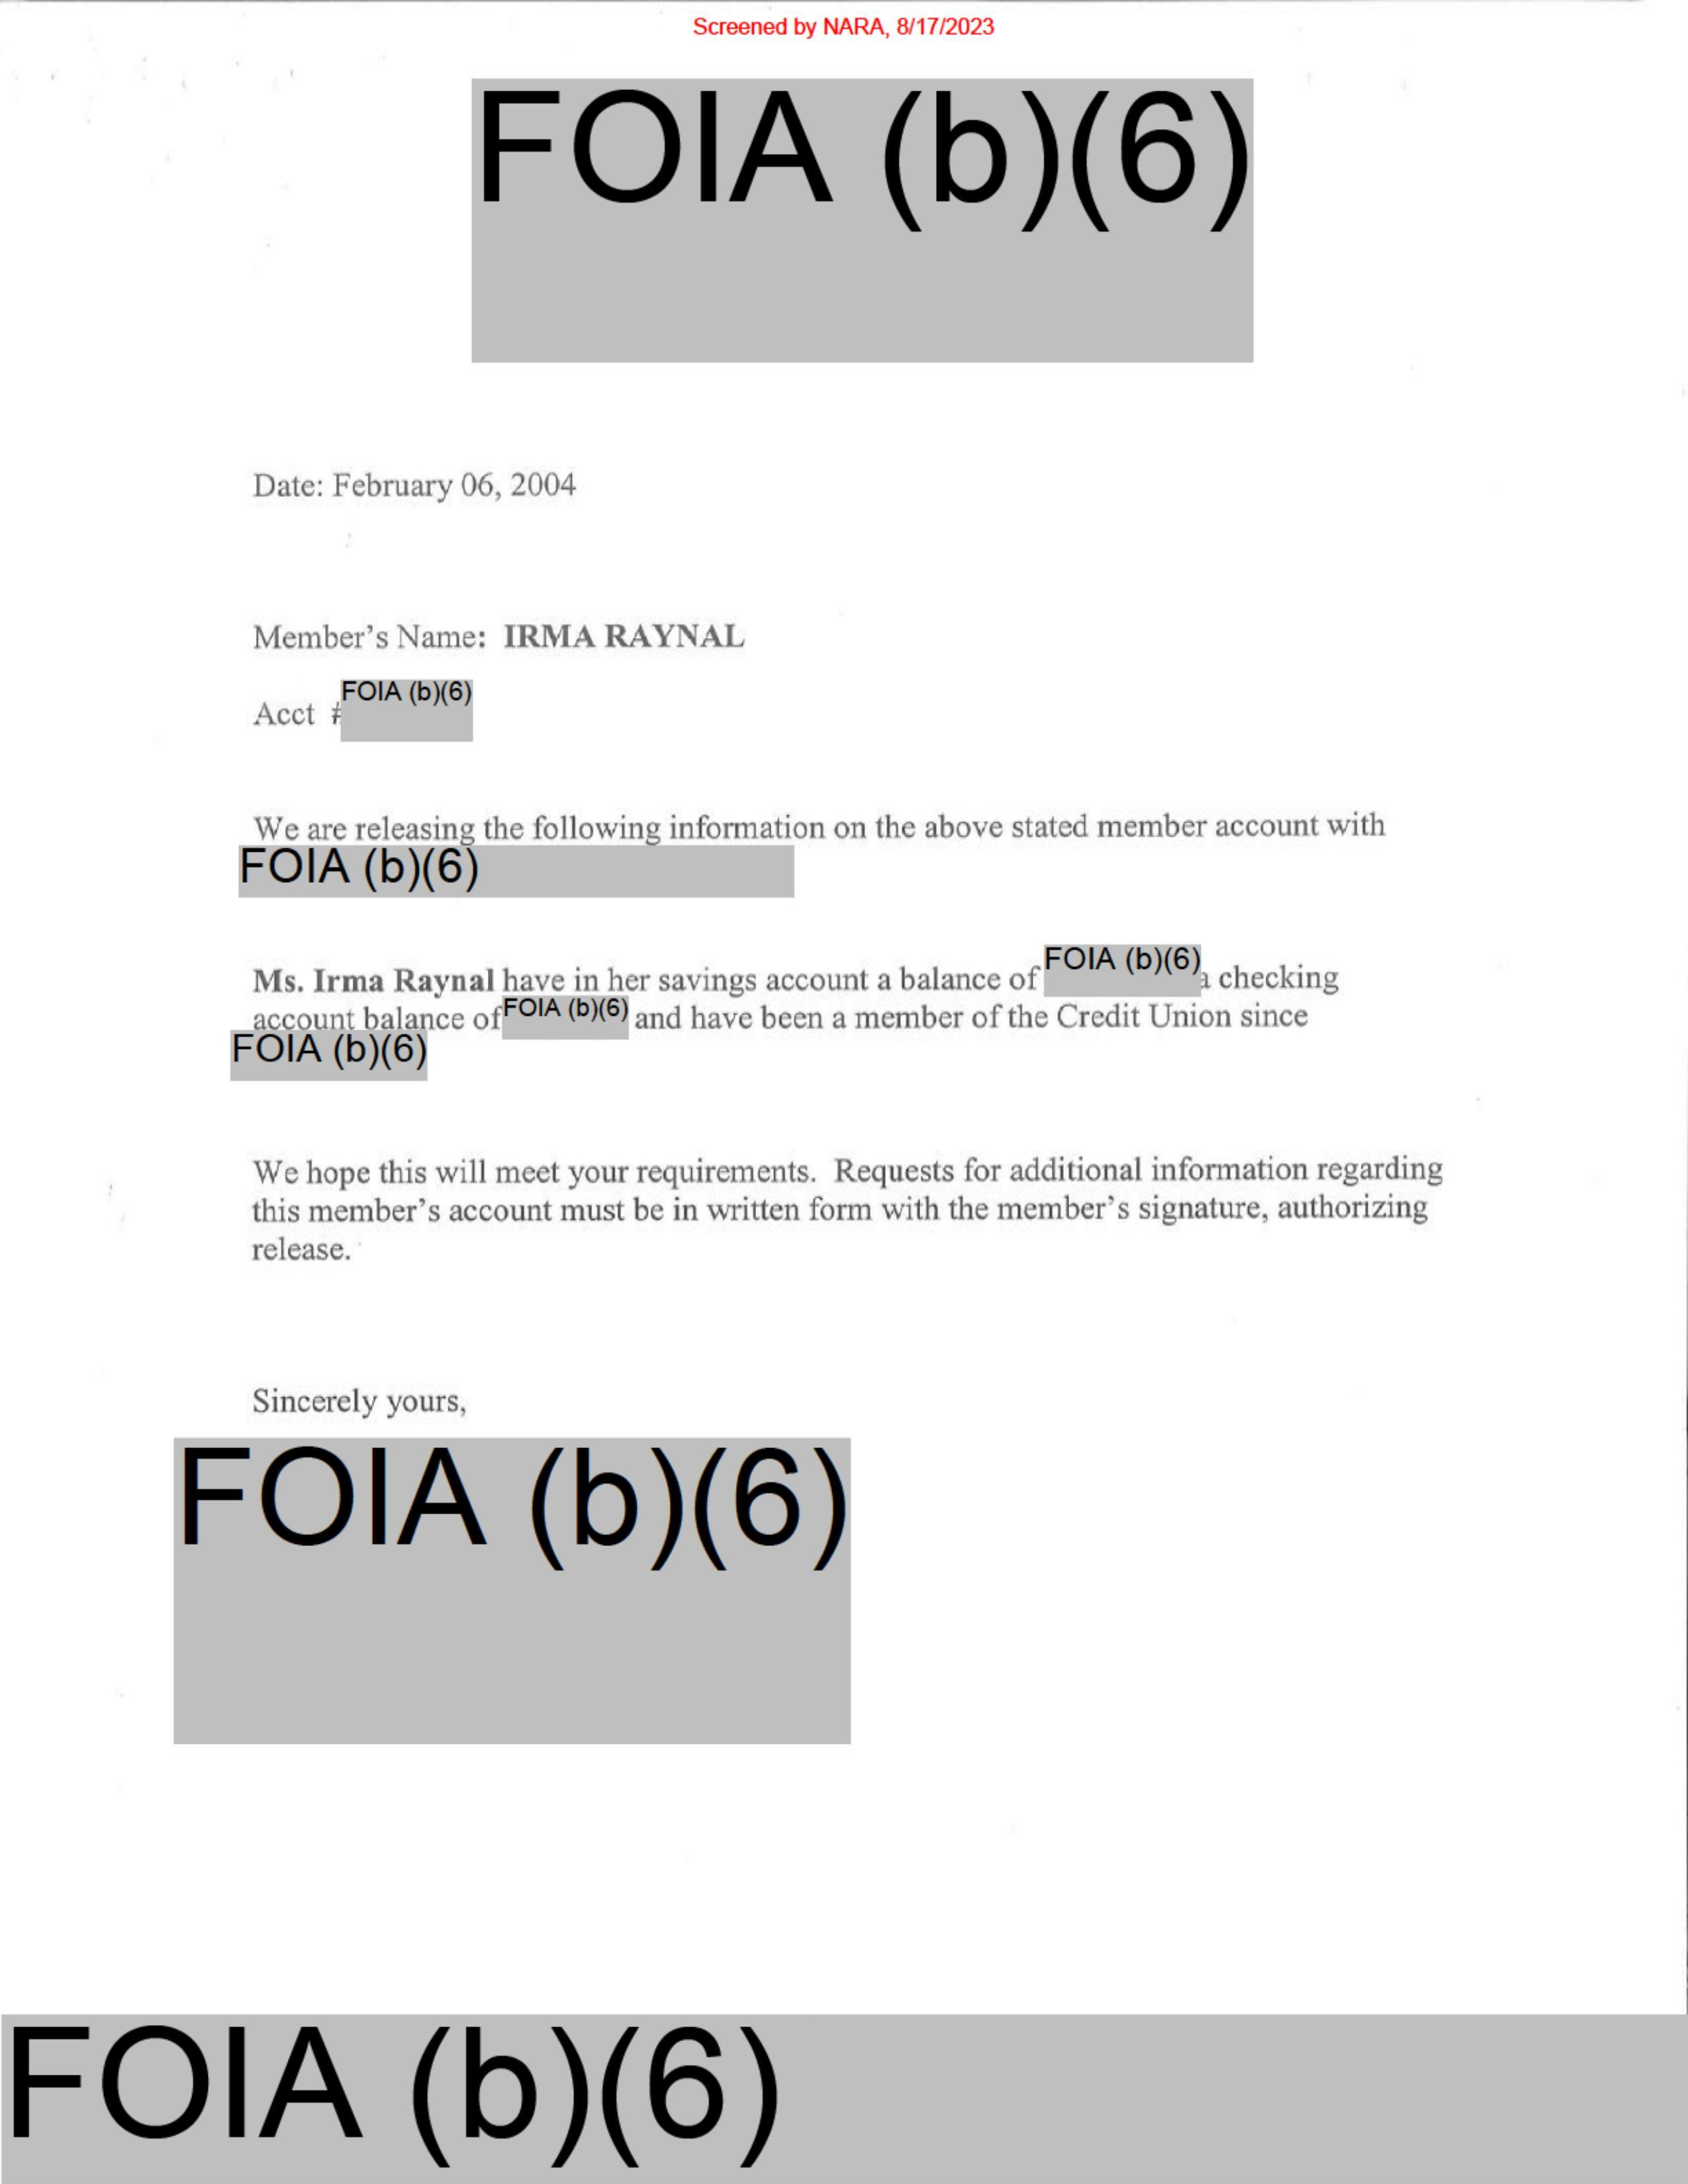 Screened by NARA, 8/17/2023
FOIA (b)(6)
Date: February 06, 2004
Member's Name: IRMA RAYNAL
Acct # FOIA (b)(6)
We are releasing the following information on the above stated member account with
FOIA (b)(6)
Ms. Irma Raynal have in her savings account a balance of FOIA (b)(6) a checking
account balance of FOIA (b)(6) and have been a member of the Credit Union since
FOIA (b)(6)
We hope this will meet your requirements. Requests for additional information regarding
this member's account must be in written form with the member's signature, authorizing
release.
Sincerely yours,
FOIA (b)(6)
FOIA (b)(6)